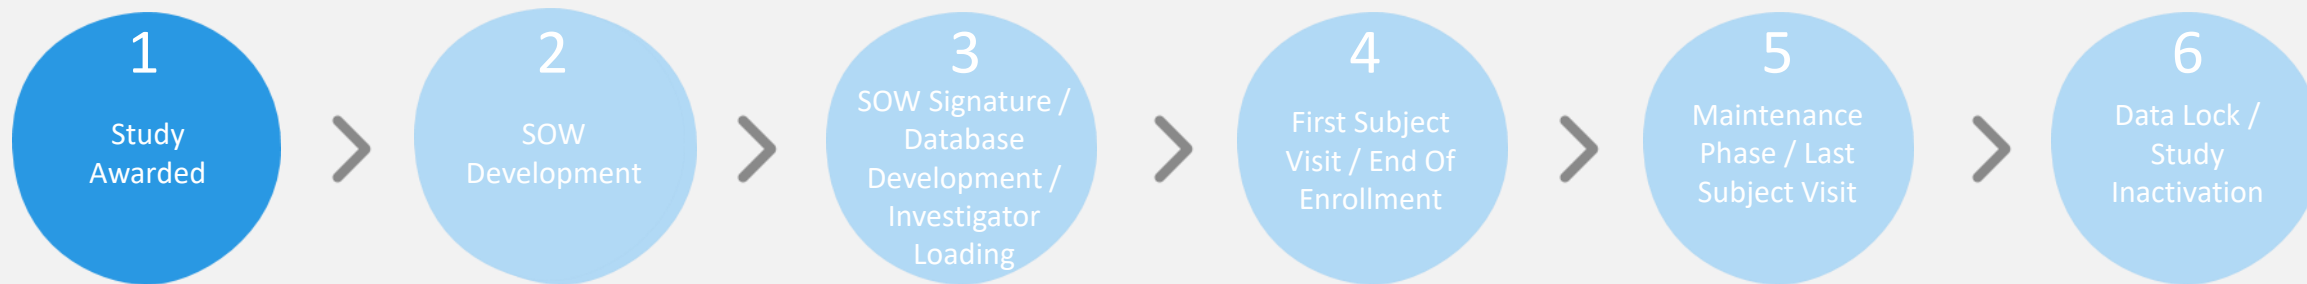 1
Study
Awarded
2
SOW
Development
3
SOW Signature /
Database
Development /
Investigator
Loading
4
First Subject
Visit / End Of
Enrollment
5
Maintenance
Phase / Last
Subject Visit
6
Data Lock /
Study
Inactivation